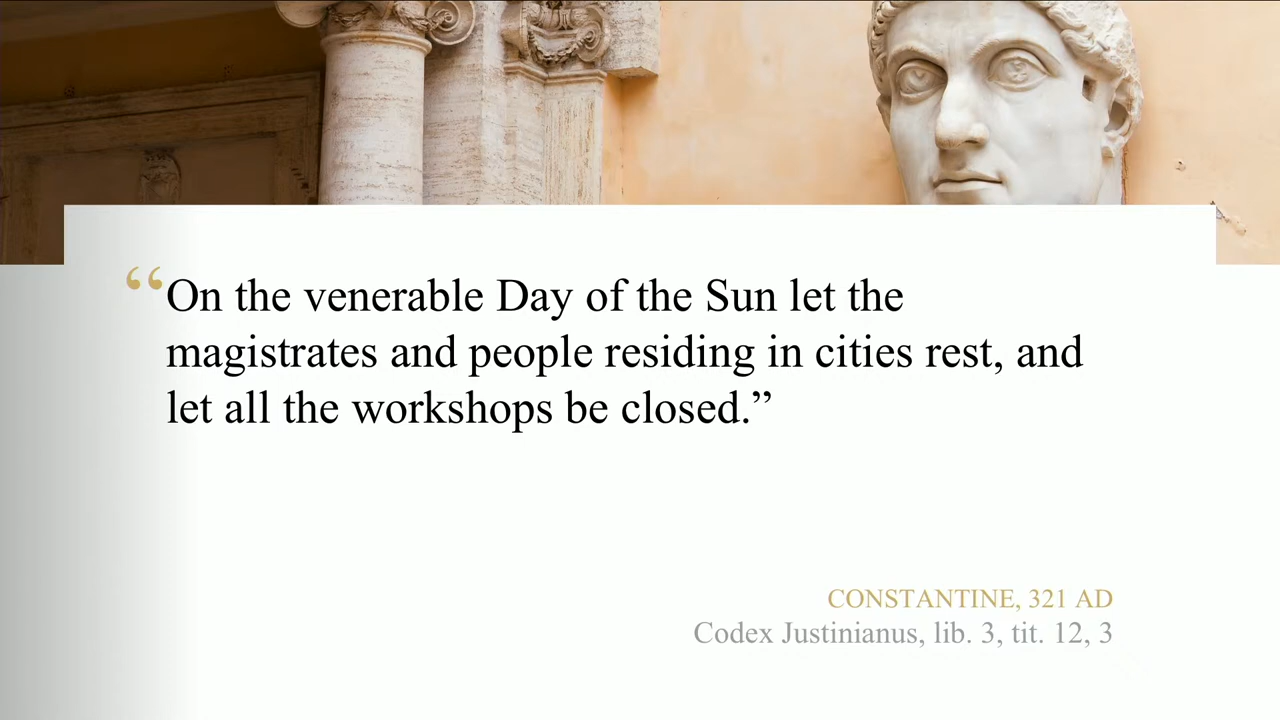 “On the venerable Day of the Sun let the
magistrates and people residing in cities rest, and
let all the workshops be closed.”
CONSTANTINE, 321 AD
Codex Justinianus, lib. 3, tit. 12, 3